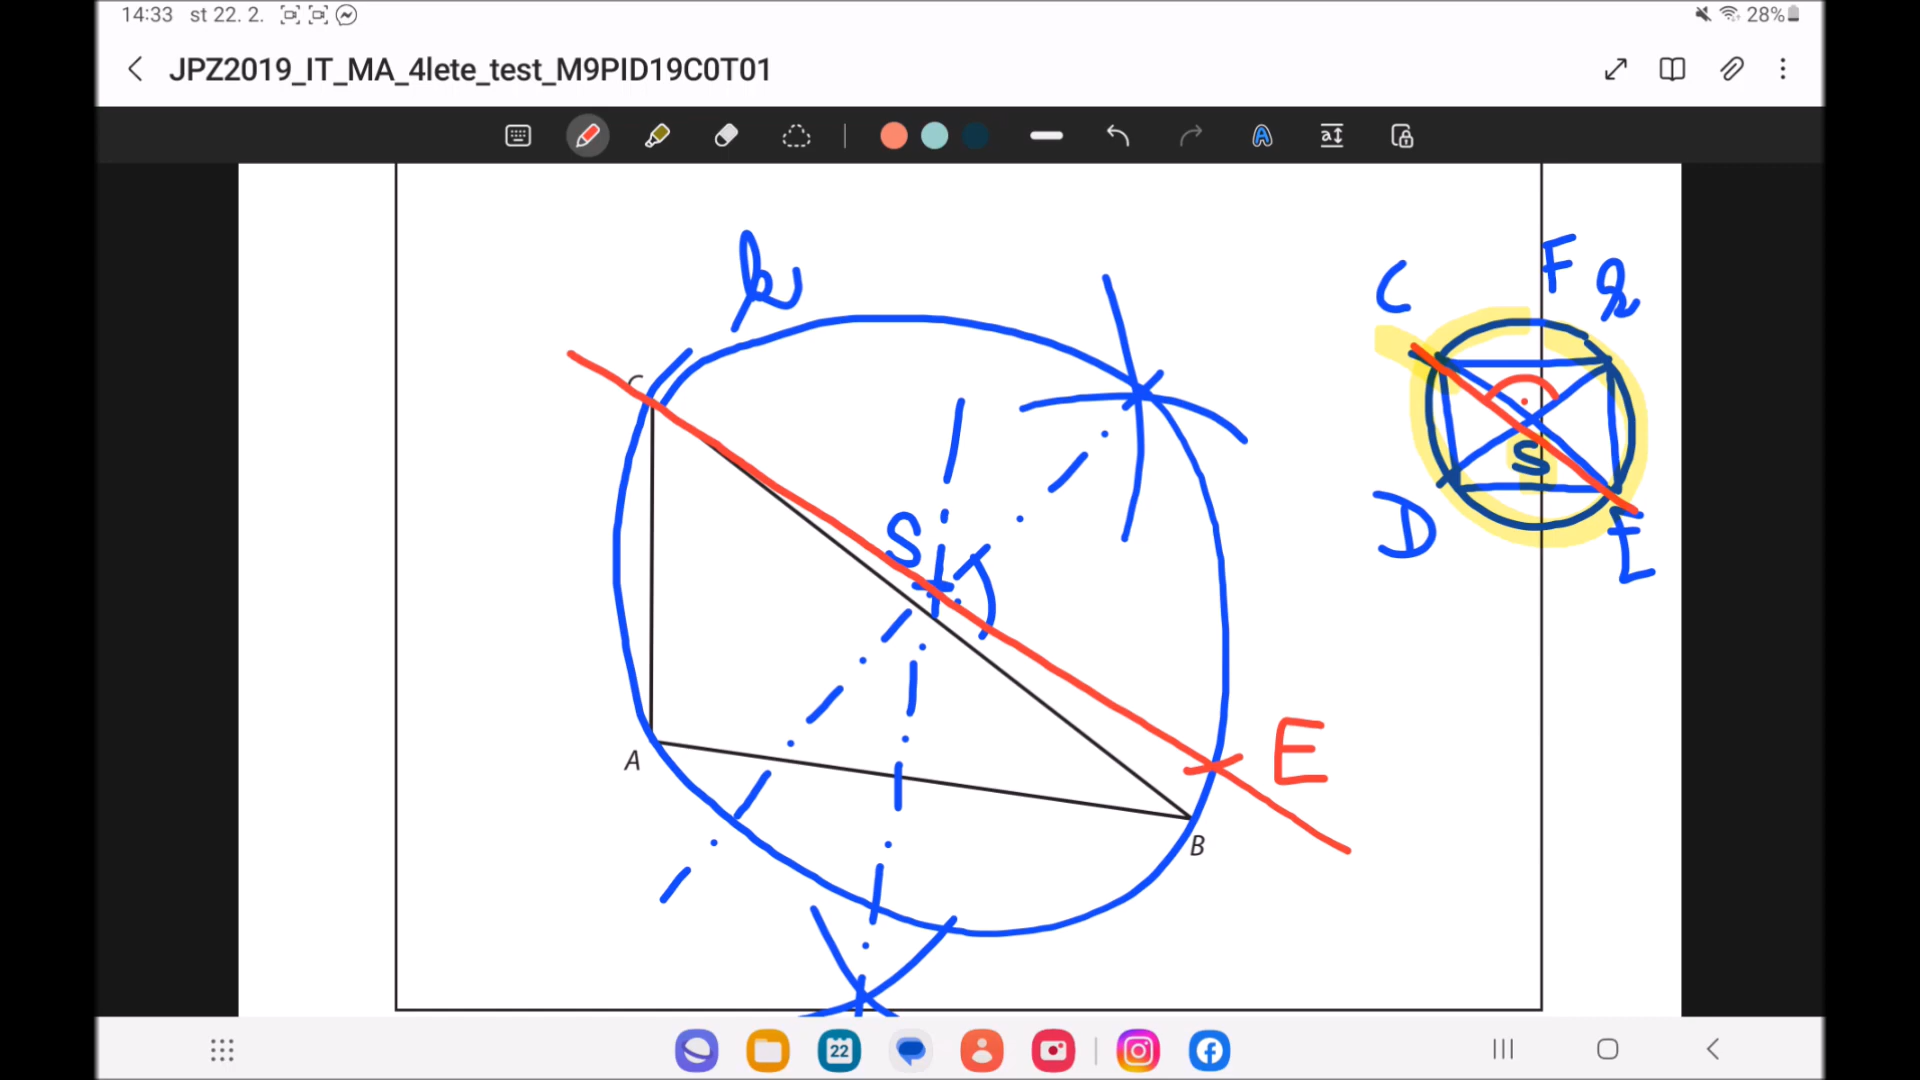 14:33 st 22. 2.
28%
JPZ2019_IT_MA_4lete_test_M9PID19C0T01
k
C
S
A
B
E
C
F
S
D
E
22